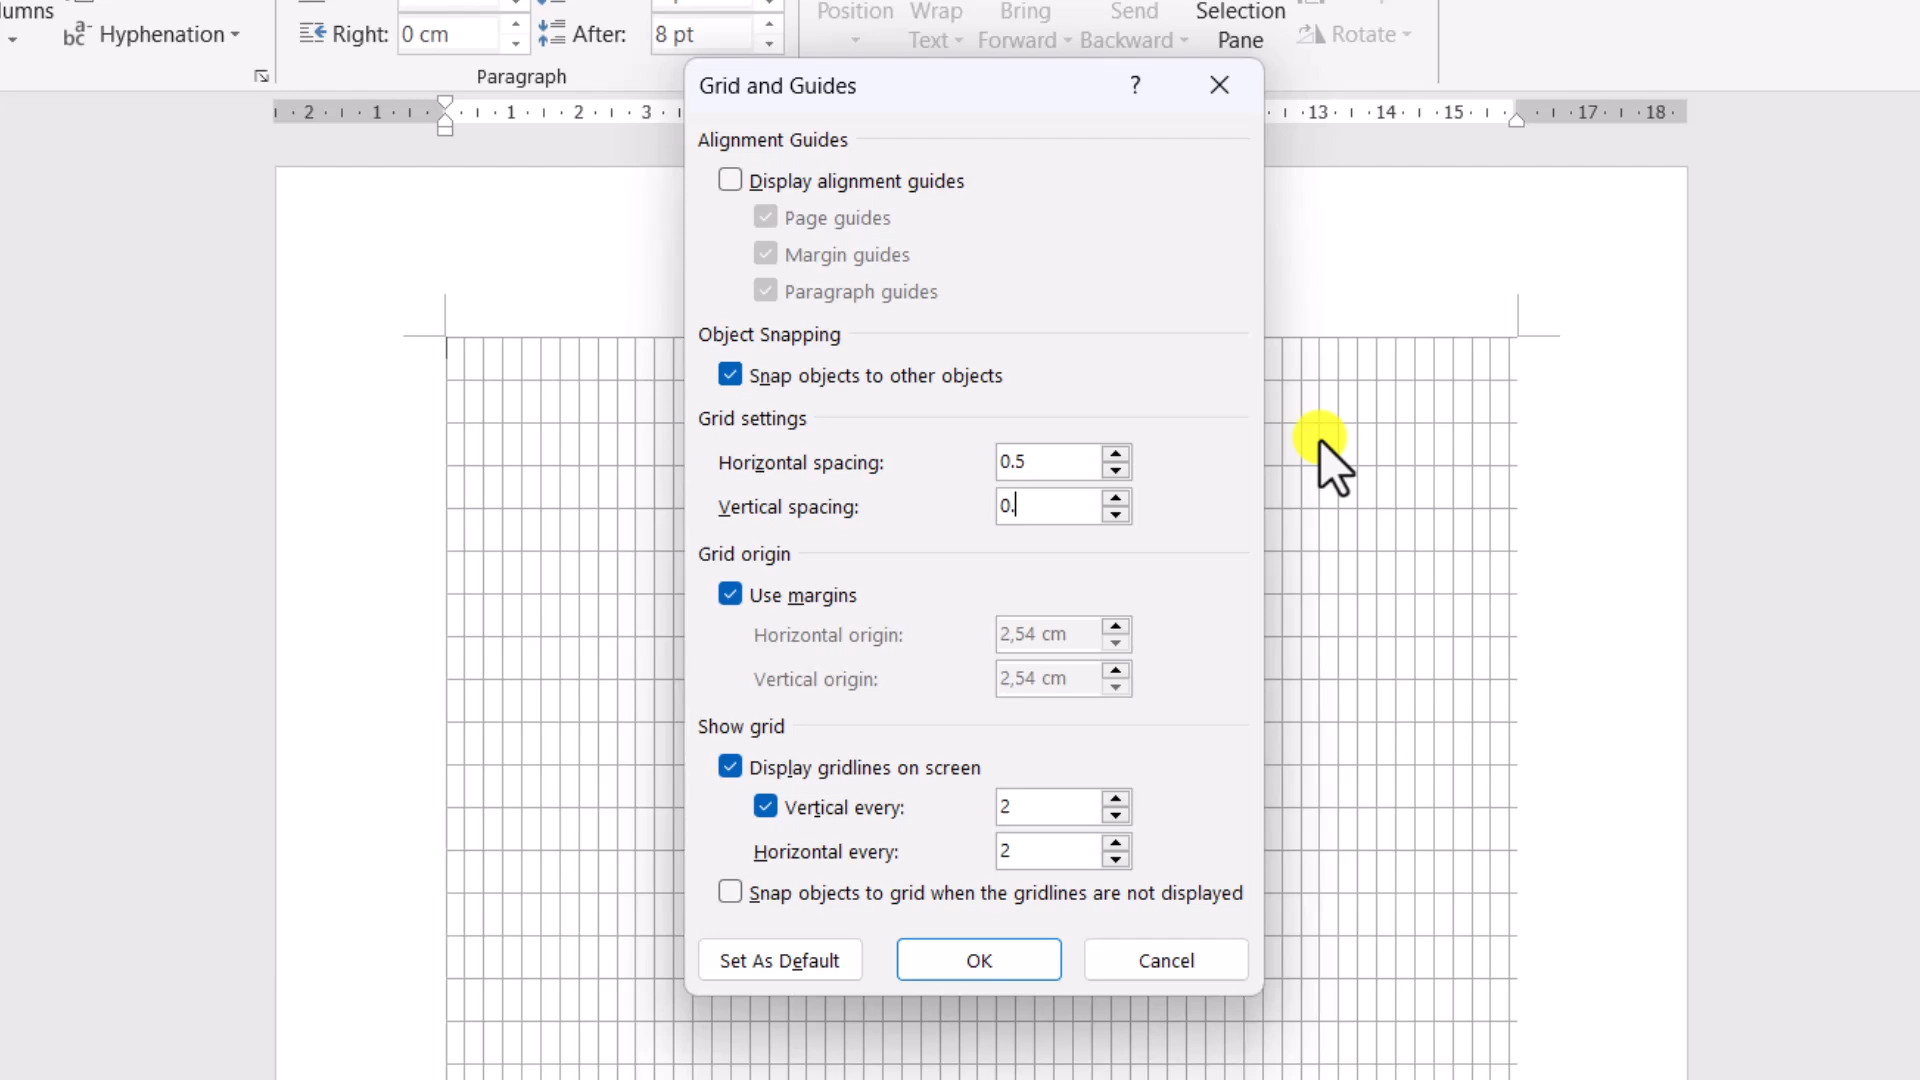 Hyphenation
Right: 0 cm
After: 8 pt
Paragraph
Position
Wrap Text
Bring Forward
Send Backward
Selection Pane
Rotate
2 1 1 2 3 13 14 15 17 18
Grid and Guides ?
Alignment Guides
Display alignment guides
Page guides
Margin guides
Paragraph guides
Object Snapping
Snap objects to other objects
Grid settings
Horizontal spacing: 0.5
Vertical spacing: 0.
Grid origin
Use margins
Horizontal origin: 2,54 cm
Vertical origin: 2,54 cm
Show grid
Display gridlines on screen
Vertical every: 2
Horizontal every: 2
Snap objects to grid when the gridlines are not displayed
Set As Default
OK
Cancel